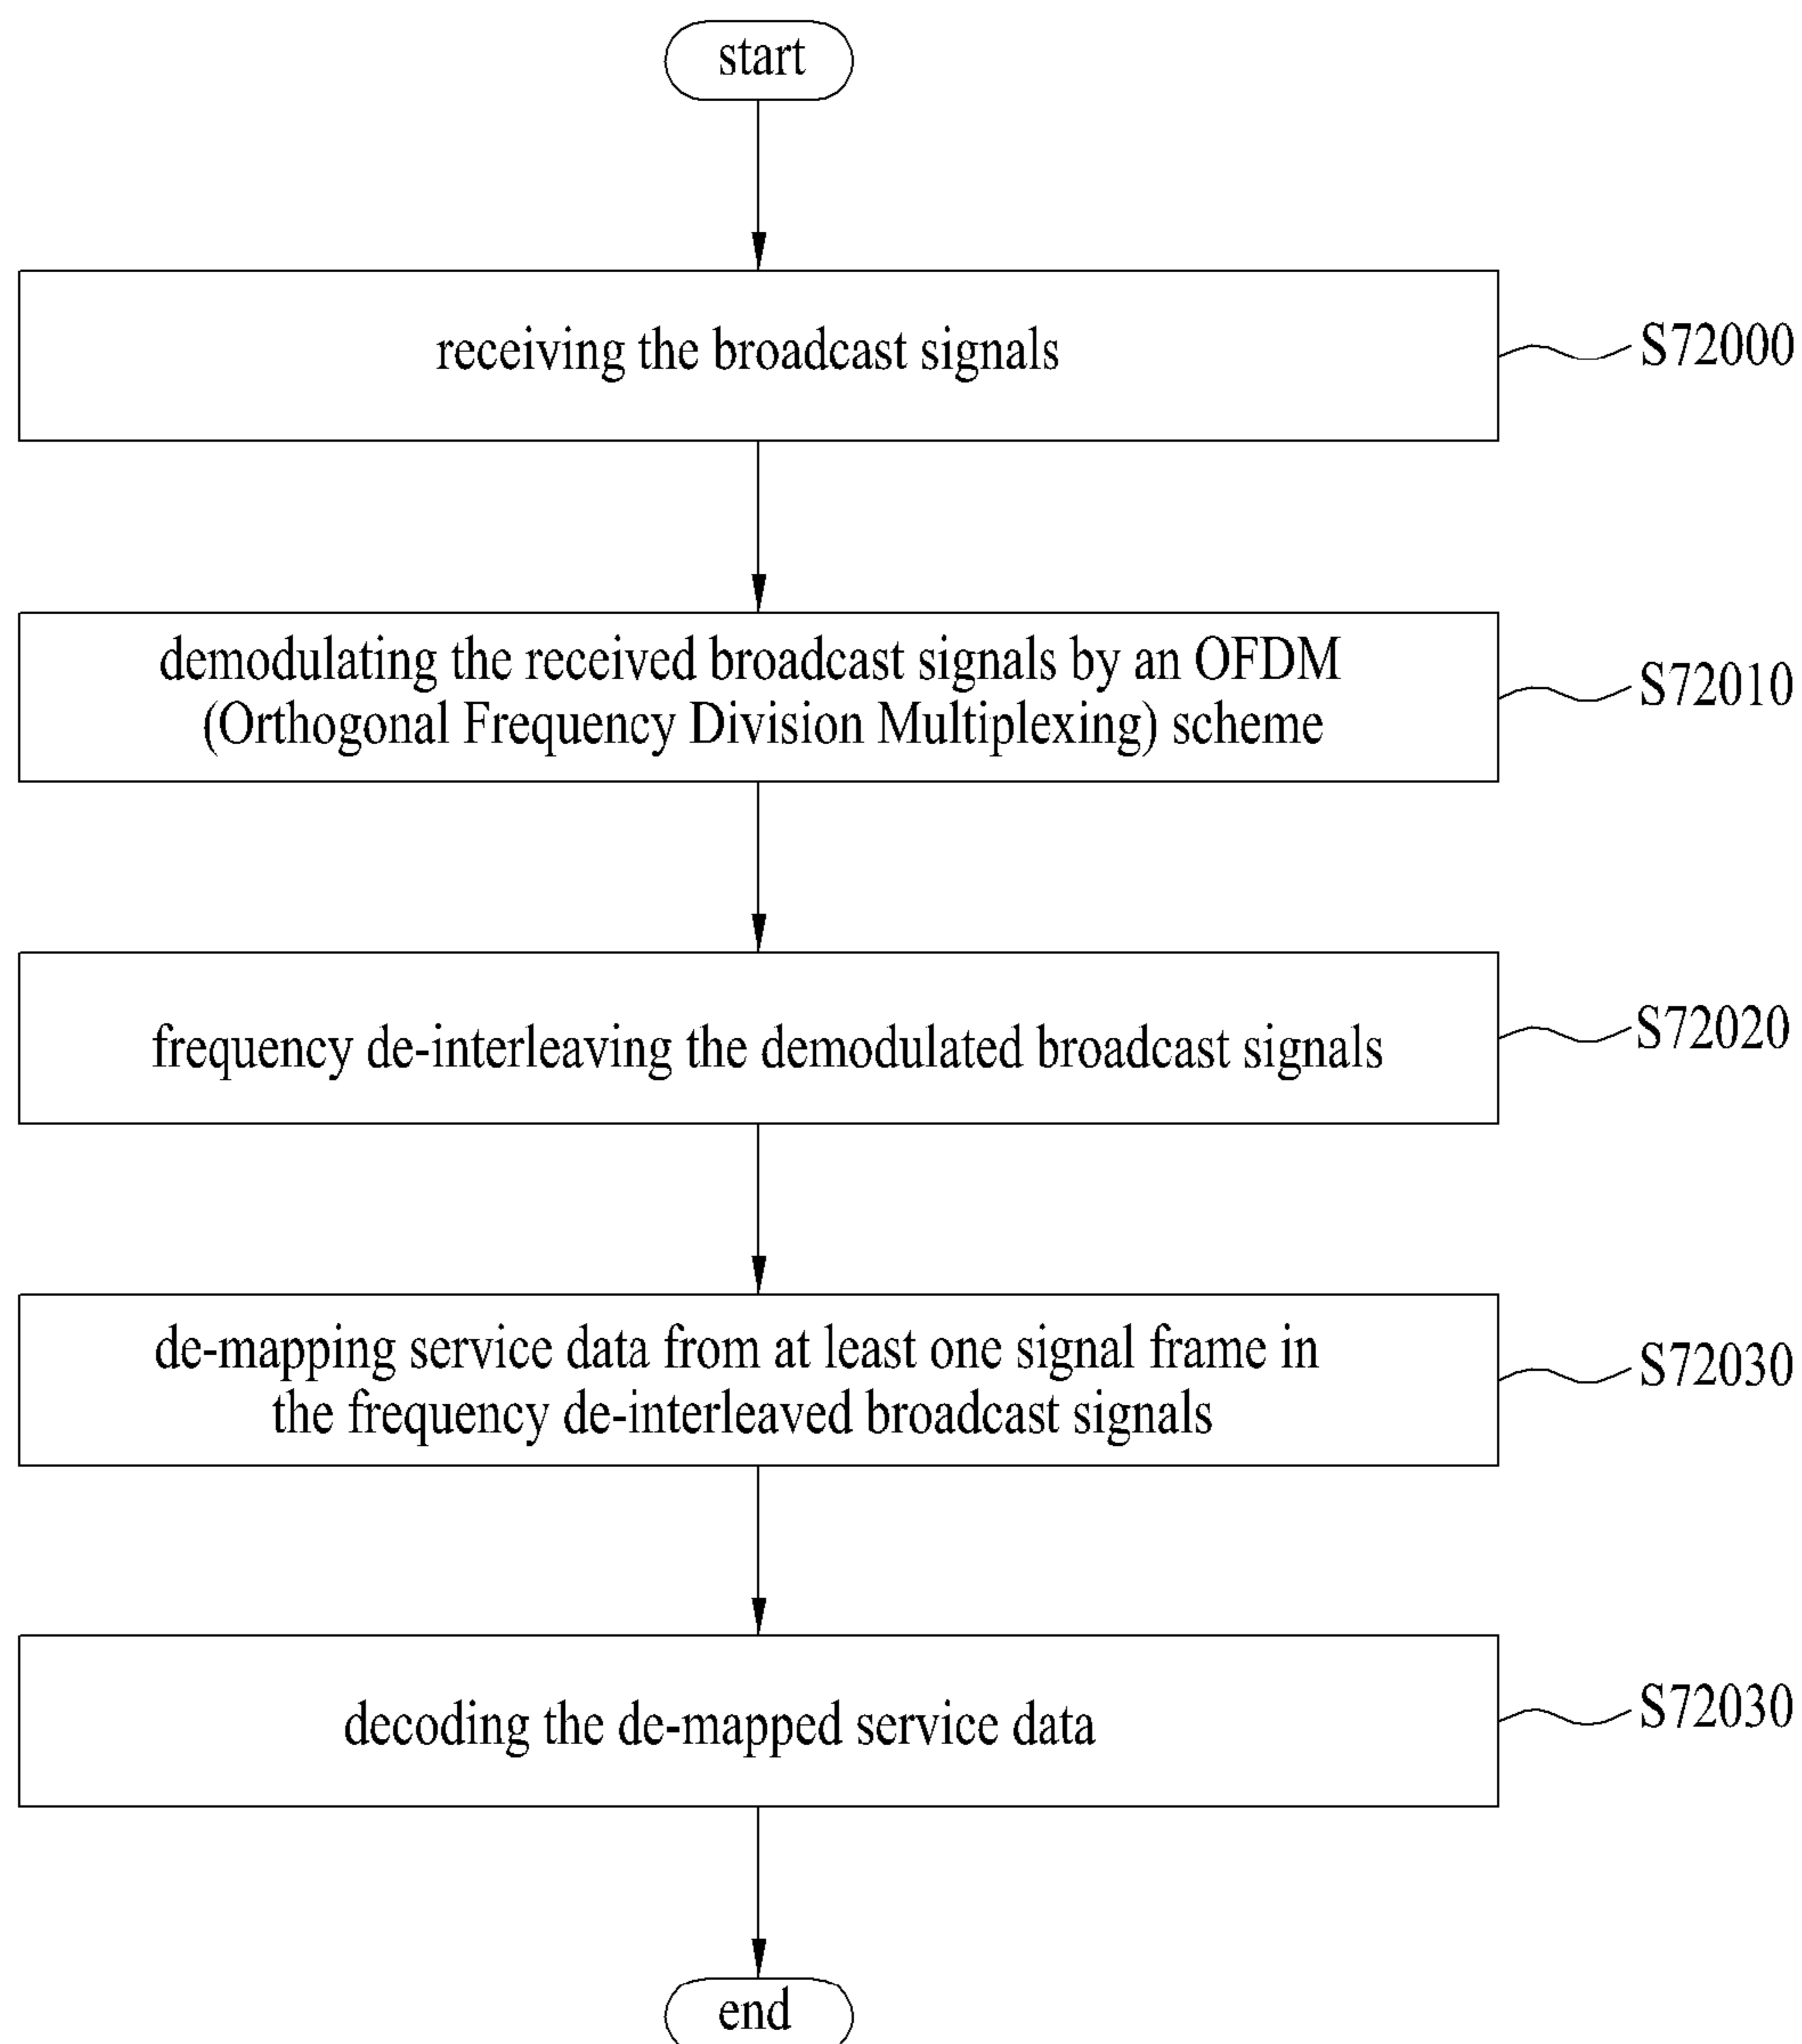 start
receiving the broadcast signals
S72000
demodulating the received broadcast signals by an OFDM
(Orthogonal Frequency Division Multiplexing) scheme
S72010
frequency de-interleaving the demodulated broadcast signals
S72020
de-mapping service data from at least one signal frame in
the frequency de-interleaved broadcast signals
S72030
decoding the de-mapped service data
S72030
end